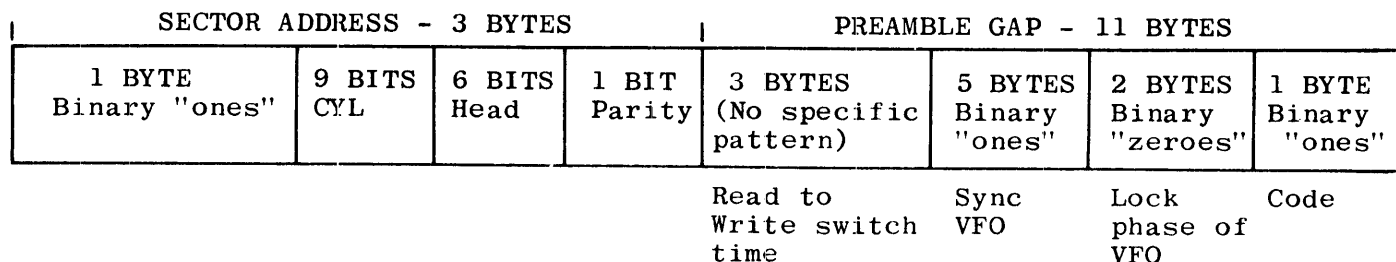 SECTOR ADDRESS - 3 BYTES PREAMBLE GAP - 11 BYTES
1 BYTE 9 BITS 6 BITS 1 BIT 3 BYTES 5 BYTES 2 BYTES 1 BYTE
Binary "ones" CYL Head Parity (No specific Binary Binary Binary
pattern) "ones" "zeroes" "ones"
Read to Sync Lock Code
Write switch VFO phase of
time VFO